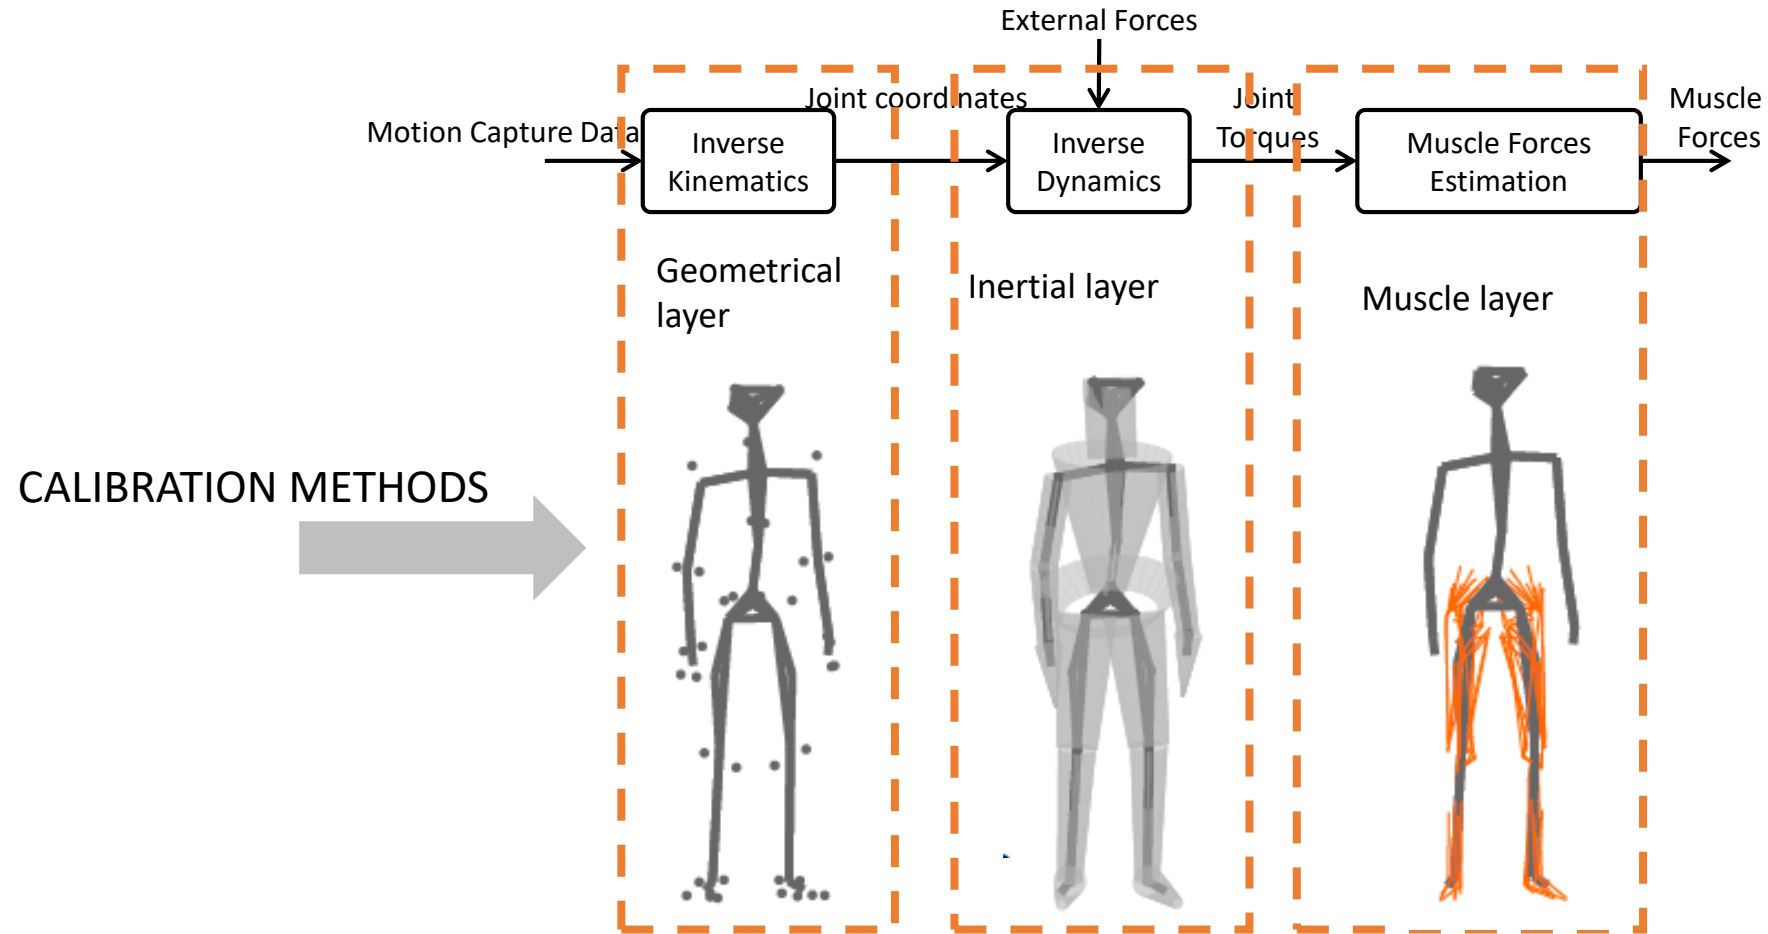 External Forces
Joint coordinates
Joint
Torques
Muscle
Forces
Motion Capture Data
Inverse
Kinematics
Inverse
Dynamics
Muscle Forces
Estimation
Geometrical
layer
Inertial layer
Muscle layer
CALIBRATION METHODS